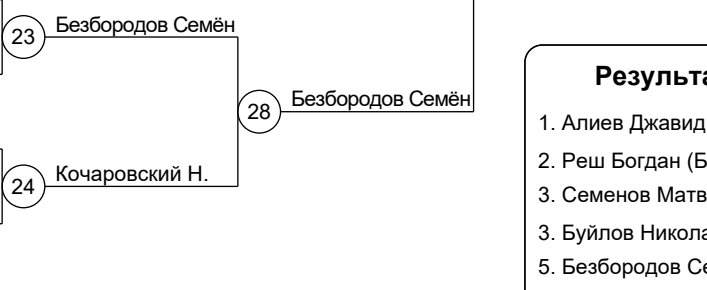 23 Безбородов Семён
28 Безбородов Семён
24 Кочаровский Н.
Результа
1. Алиев Джавид
2. Реш Богдан (Б
3. Семенов Матв
3. Буйлов Никола
5. Безбородов Се